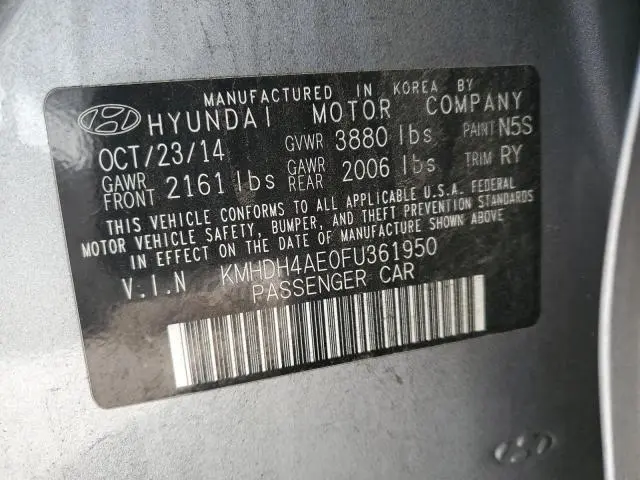 MANUFACTURED IN KOREA BY
HYUNDAI MOTOR COMPANY
OCT/23/14 GVWR 3880 lbs PAINT N5S
GAWR FRONT 2161 lbs GAWR REAR 2006 lbs TRIM RY
THIS VEHICLE CONFORMS TO ALL APPLICABLE U.S.A. FEDERAL
MOTOR VEHICLE SAFETY, BUMPER, AND THEFT PREVENTION STANDARDS
IN EFFECT ON THE DATE OF MANUFACTURE SHOWN ABOVE.
V.I.N KMHDH4AE0FU361950
PASSENGER CAR